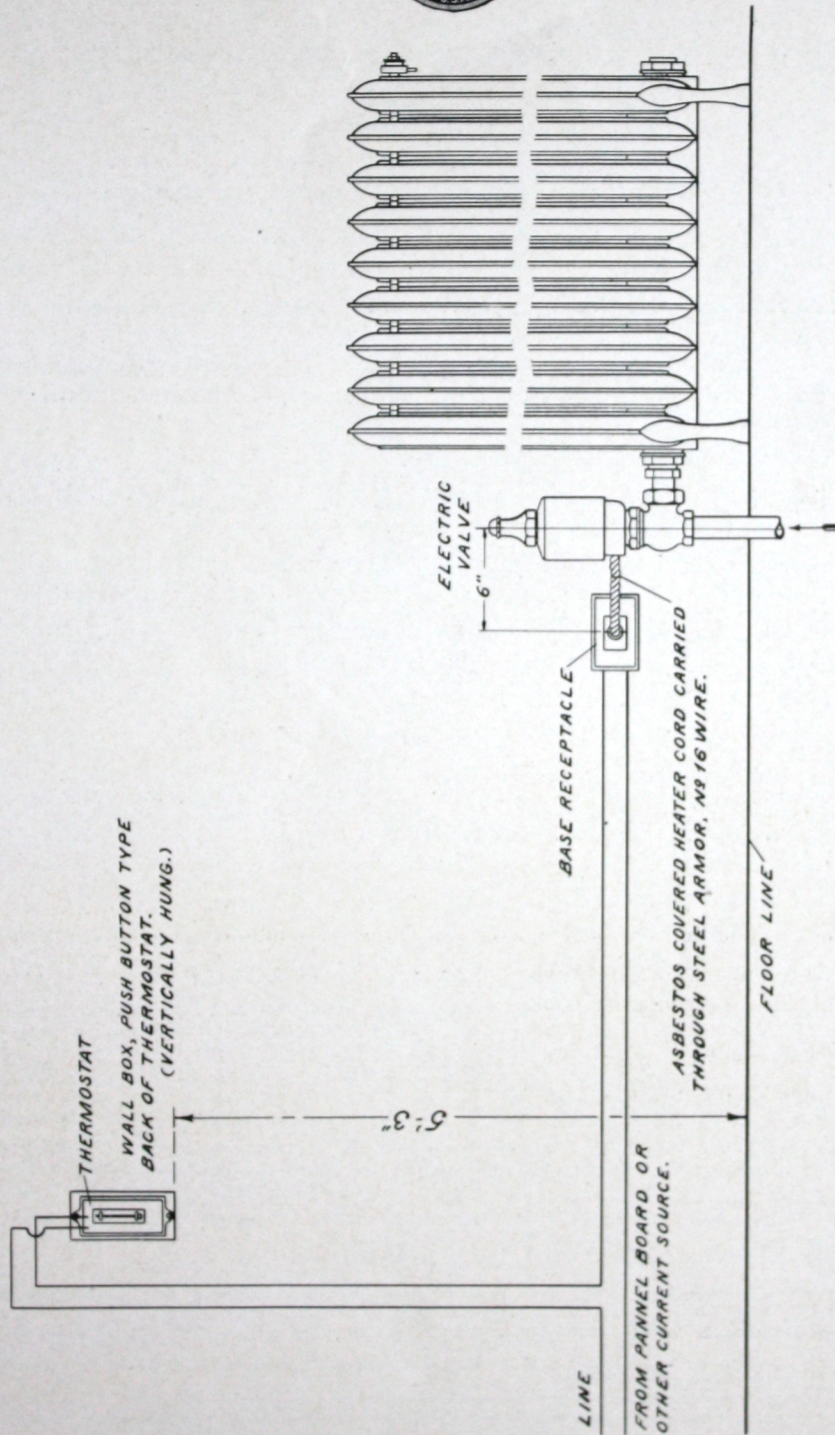 THERMOSTAT
WALL BOX, PUSH BUTTON TYPE
BACK OF THERMOSTAT.
(VERTICALLY HUNG.)
5'-3"
ELECTRIC
VALVE
6"
BASE RECEPTACLE
ASBESTOS COVERED HEATER CORD CARRIED
THROUGH STEEL ARMOR. Nº 16 WIRE.
FLOOR LINE
LINE
FROM PANNEL BOARD OR
OTHER CURRENT SOURCE.